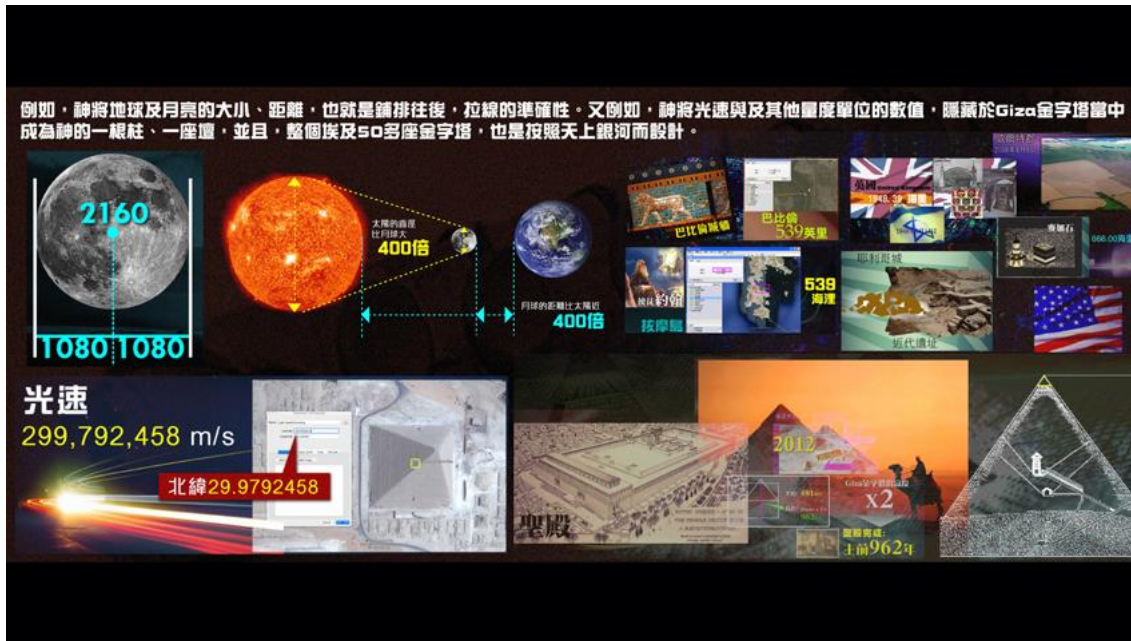 例如，神將地球及月亮的大小、距離，也就是鋪排往後，拉線的準確性。又例如，神將光速與及其他量度單位的數值，隱藏於Giza金字塔當中
成為神的一根柱、一座壇，並且，整個埃及50多座金字塔，也是按照天上銀河而設計。
2160
1080 1080
太陽的直徑
比月球大
400倍
月球的距離比太陽近
400倍
巴比倫城牆
巴比倫
539英里
拔摩島
539
海浬
英國
耶利哥城
近代遺址
光速
299,792,458 m/s
北緯29.9792458
聖殿
2012
x2
聖殿完成:
主前962年